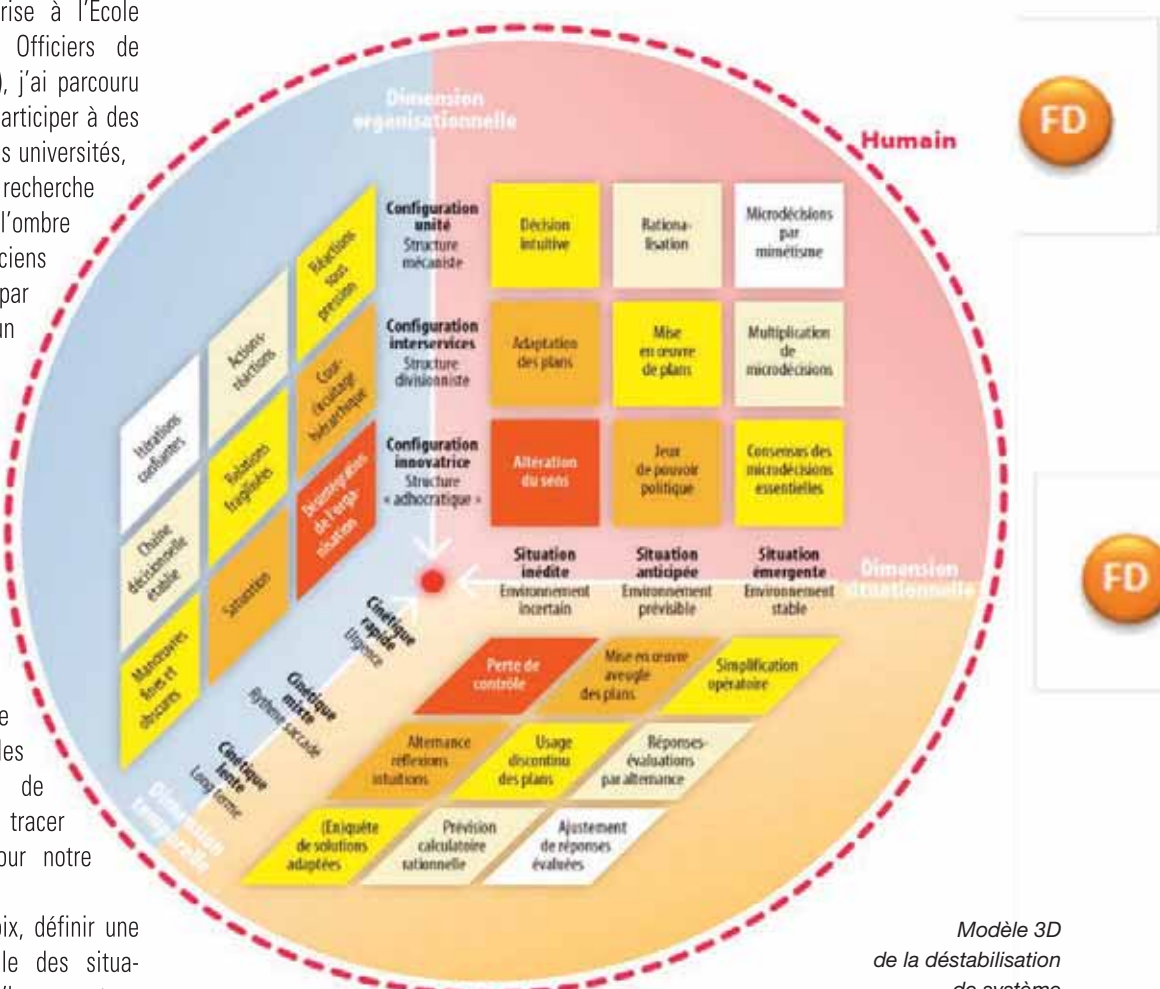 rise à l'Ecole
Officiers de
), j'ai parcouru
articiper à des
s universités,
recherche
l'ombre
ciens
par
un
e
les
de
tracer
our notre
ix, définir une
le des situa-
Dimension
organisationnelle
Humain
FD
FD
Configuration
unité
Structure
mécaniste
Configuration
interservices
Structure
divisionniste
Configuration
innovatrice
Structure
« adhocratique »
Décision
intuitive
Rationa-
lisation
Microdécisions
par
mimétisme
Adaptation
des plans
Mise
en œuvre
de plans
Multiplication
de
microdécisions
Altération
du sens
Jeux
de pouvoir
politique
Consensus des
microdécisions
essentielles
Situation
inédite
Environnement
incertain
Situation
anticipée
Environnement
prévisible
Situation
émergente
Environnement
stable
Dimension
situationnelle
Réactions
sous
pression
Actions-
réactions
Itérations
confiantes
Cour-
circuitage
hiérarchique
Relations
fragilisées
Chaîne
décisionnelle
établie
Désintégration
de l'orga-
nisation
Saturation
Manœuvres
fines et
obscures
Cinétique
rapide
Urgence
Cinétique
mixte
Rythme saccadé
Cinétique
lente
Long terme
Dimension
temporelle
Perte de
contrôle
Mise en œuvre
aveugle
des plans
Simplification
opératoire
Alternance
réflexions
intuitions
Usage
discontinu
des plans
Réponses-
évaluations
par alternance
(En)quête
de solutions
adaptées
Prévision
calculatoire
rationnelle
Ajustement
de réponses
évaluées
Modèle 3D
de la déstabilisation
de système